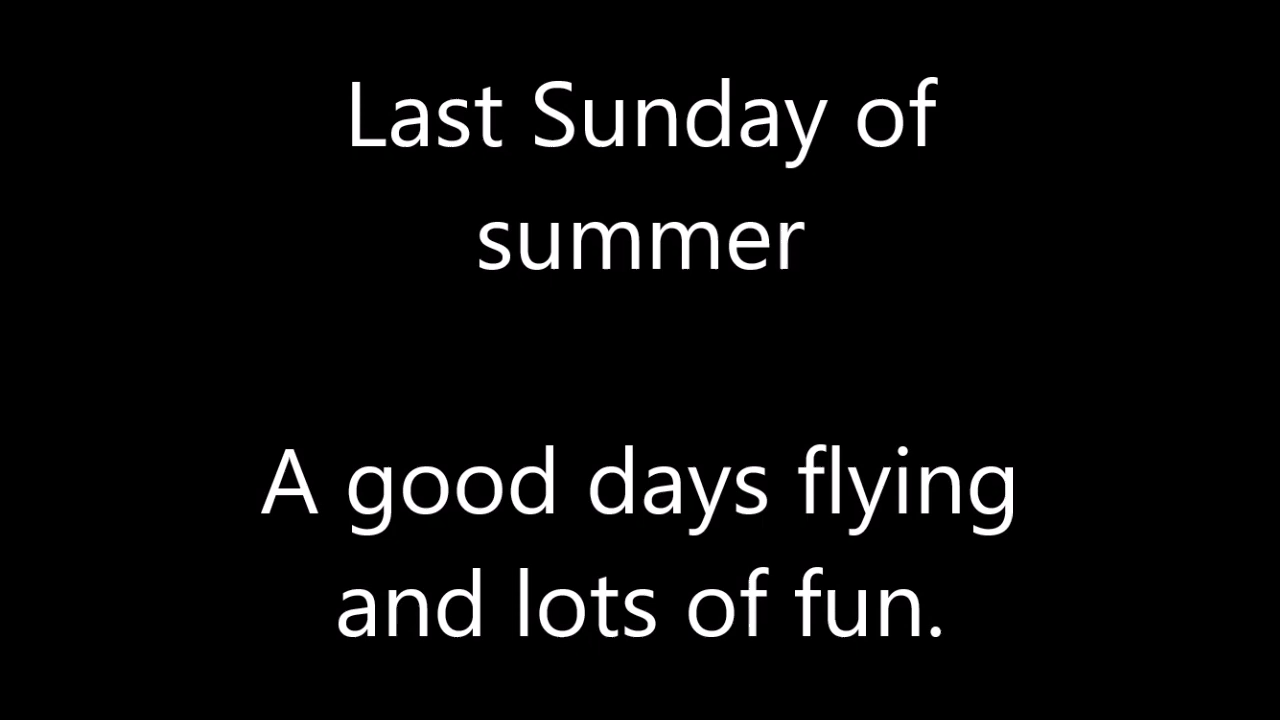 Last Sunday of
summer
A good days flying
and lots of fun.